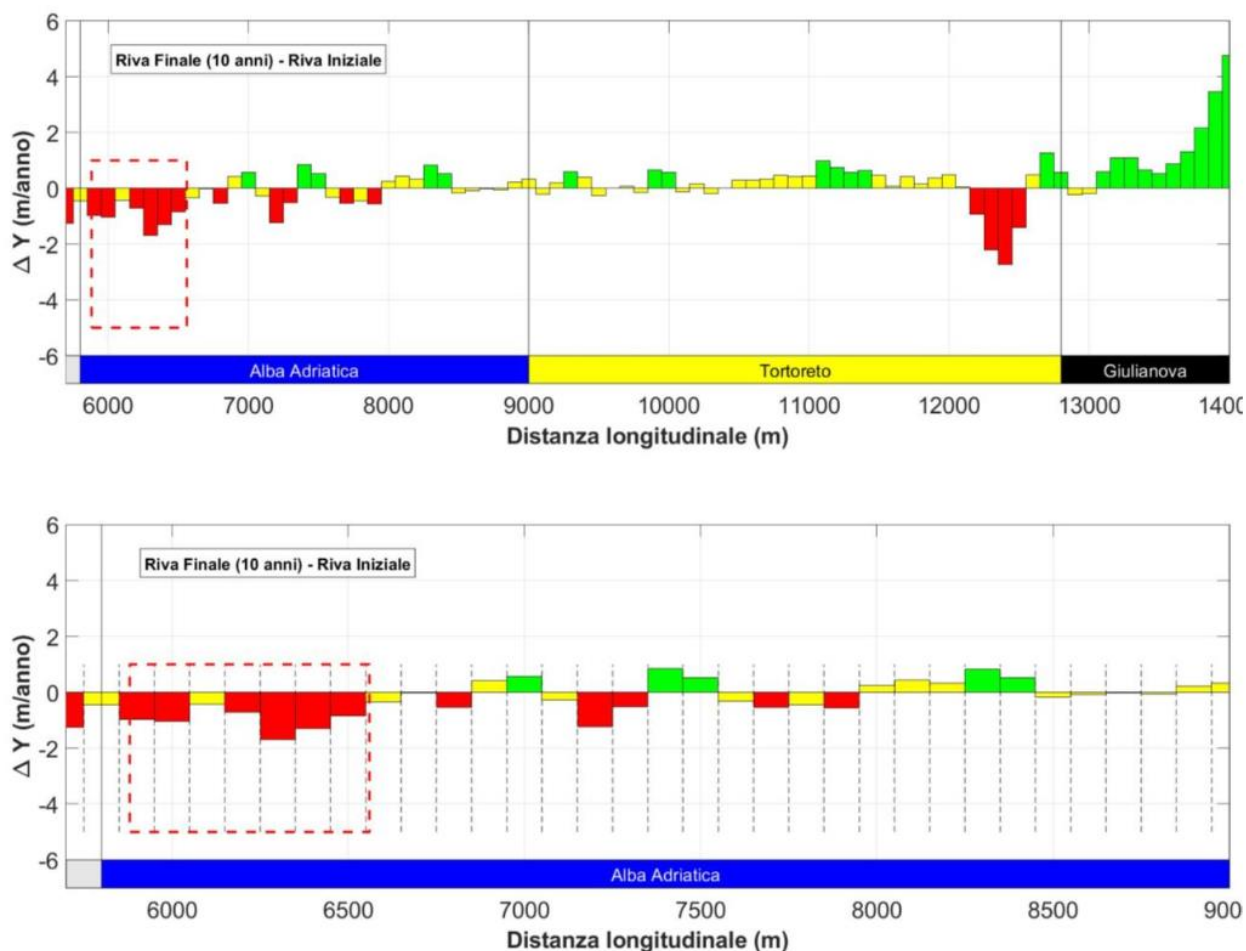 6
Riva Finale (10 anni) - Riva Iniziale
4
2
0
-2
-4
-6
Δ Y (m/anno)
Alba Adriatica Tortoreto Giulianova
6000 7000 8000 9000 10000 11000 12000 13000 1400
Distanza longitudinale (m)
6
Riva Finale (10 anni) - Riva Iniziale
4
2
0
-2
-4
-6
Δ Y (m/anno)
Alba Adriatica
6000 6500 7000 7500 8000 8500 900
Distanza longitudinale (m)